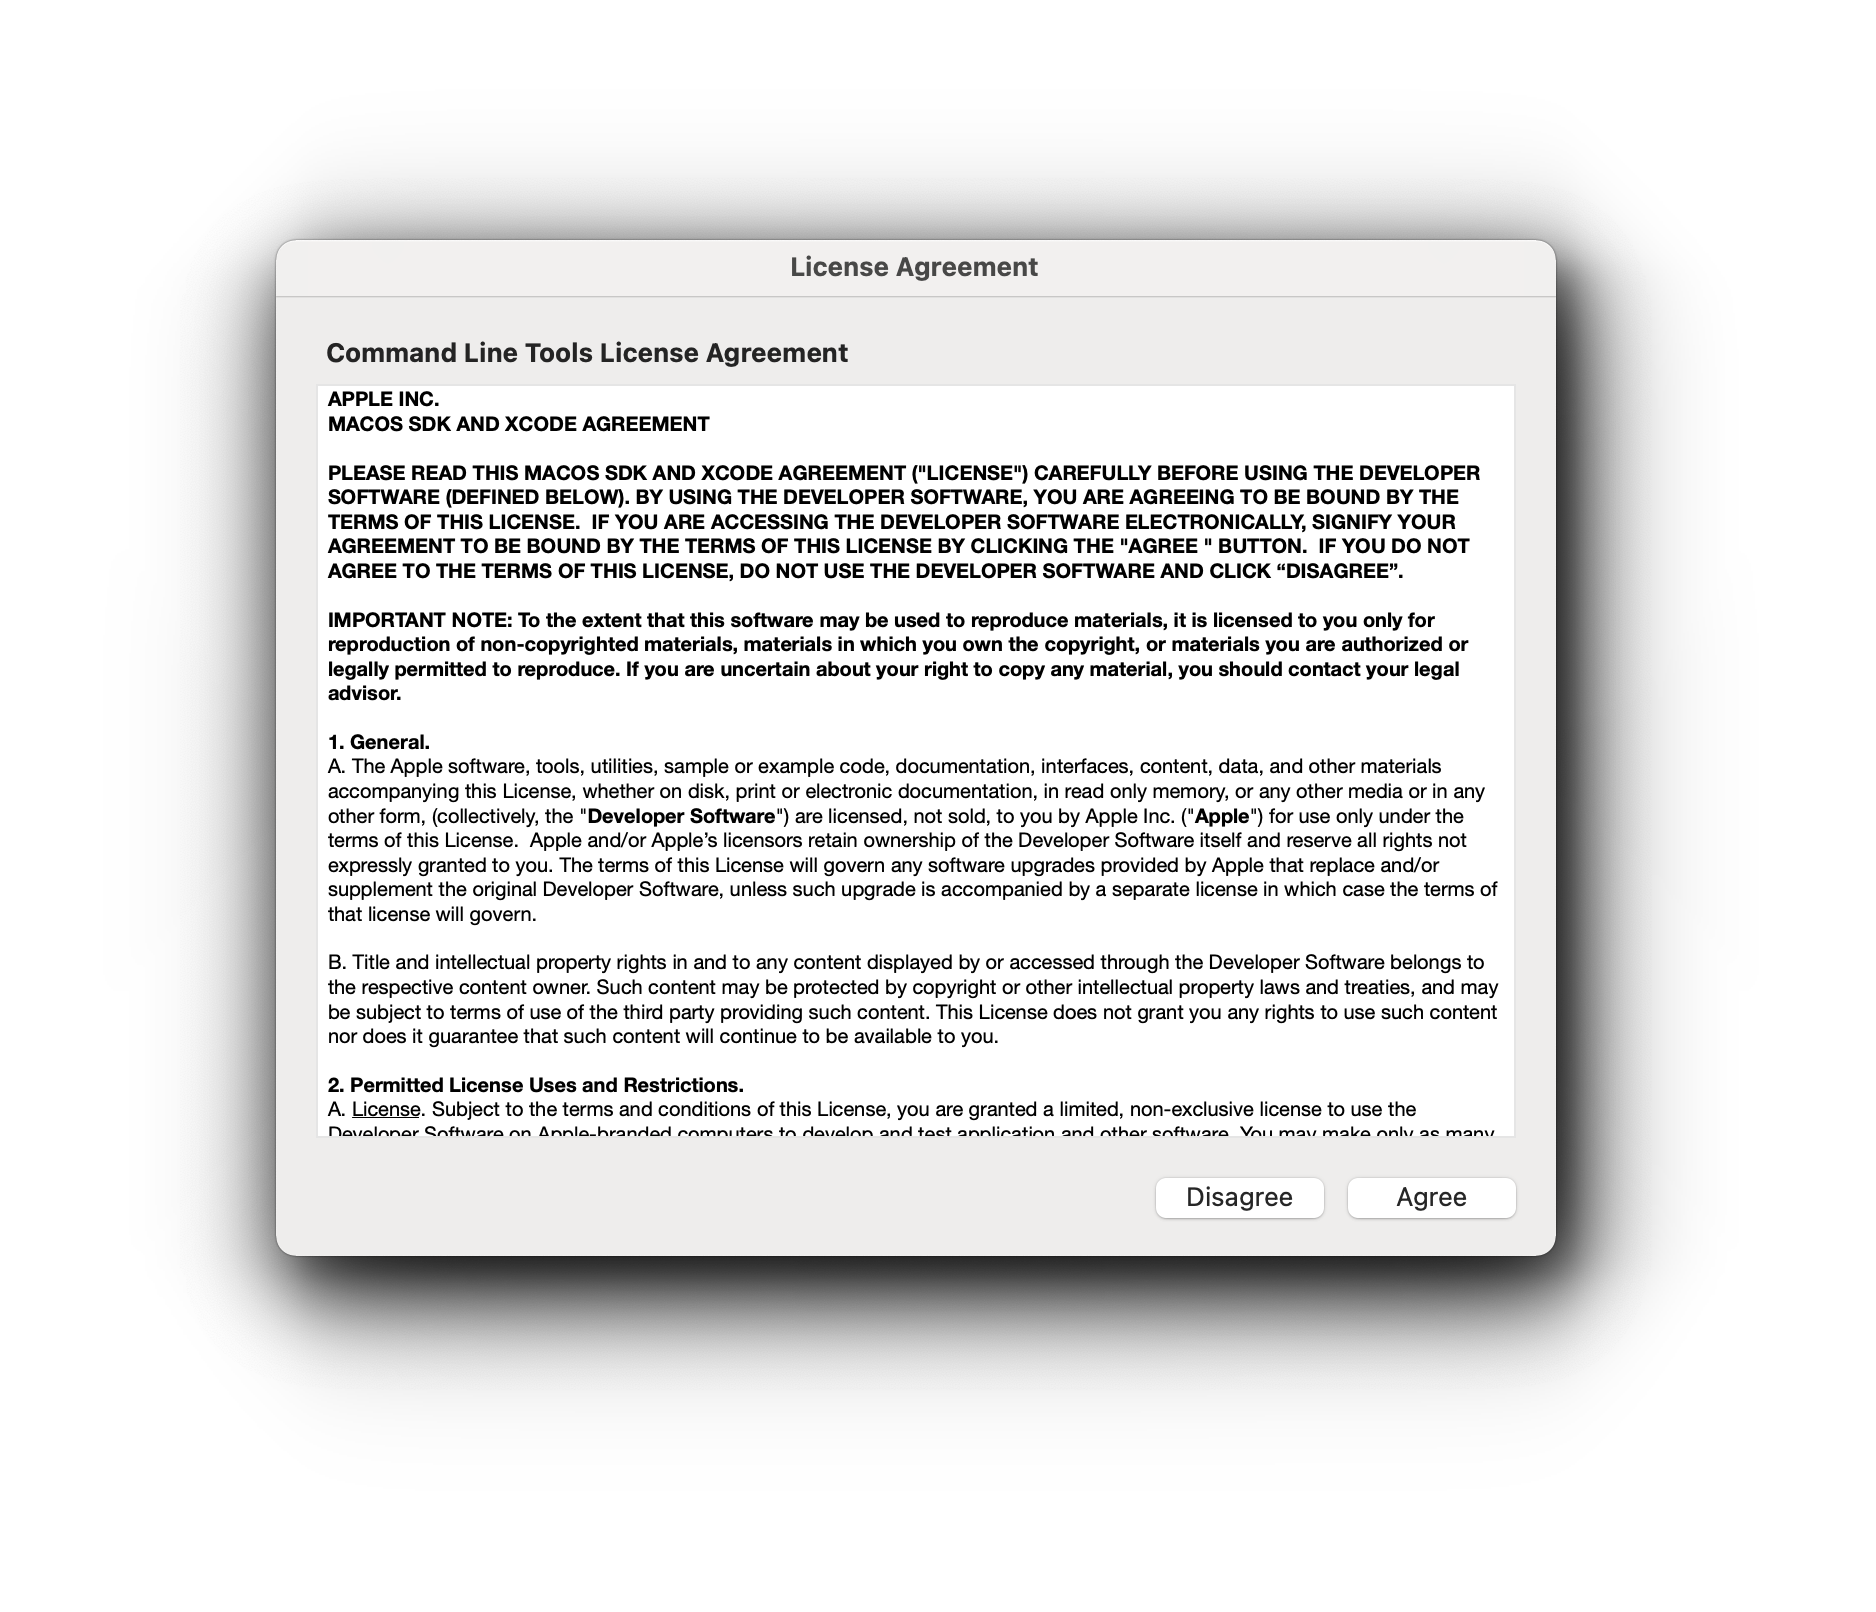 License Agreement
Command Line Tools License Agreement
APPLE INC.
MACOS SDK AND XCODE AGREEMENT
PLEASE READ THIS MACOS SDK AND XCODE AGREEMENT ("LICENSE") CAREFULLY BEFORE USING THE DEVELOPER
SOFTWARE (DEFINED BELOW). BY USING THE DEVELOPER SOFTWARE, YOU ARE AGREEING TO BE BOUND BY THE
TERMS OF THIS LICENSE.  IF YOU ARE ACCESSING THE DEVELOPER SOFTWARE ELECTRONICALLY, SIGNIFY YOUR
AGREEMENT TO BE BOUND BY THE TERMS OF THIS LICENSE BY CLICKING THE "AGREE " BUTTON.  IF YOU DO NOT
AGREE TO THE TERMS OF THIS LICENSE, DO NOT USE THE DEVELOPER SOFTWARE AND CLICK “DISAGREE”.
IMPORTANT NOTE: To the extent that this software may be used to reproduce materials, it is licensed to you only for
reproduction of non-copyrighted materials, materials in which you own the copyright, or materials you are authorized or
legally permitted to reproduce. If you are uncertain about your right to copy any material, you should contact your legal
advisor.
1. General.
A. The Apple software, tools, utilities, sample or example code, documentation, interfaces, content, data, and other materials
accompanying this License, whether on disk, print or electronic documentation, in read only memory, or any other media or in any
other form, (collectively, the "Developer Software") are licensed, not sold, to you by Apple Inc. ("Apple") for use only under the
terms of this License.  Apple and/or Apple’s licensors retain ownership of the Developer Software itself and reserve all rights not
expressly granted to you. The terms of this License will govern any software upgrades provided by Apple that replace and/or
supplement the original Developer Software, unless such upgrade is accompanied by a separate license in which case the terms of
that license will govern.
B. Title and intellectual property rights in and to any content displayed by or accessed through the Developer Software belongs to
the respective content owner. Such content may be protected by copyright or other intellectual property laws and treaties, and may
be subject to terms of use of the third party providing such content. This License does not grant you any rights to use such content
nor does it guarantee that such content will continue to be available to you.
2. Permitted License Uses and Restrictions.
A. License. Subject to the terms and conditions of this License, you are granted a limited, non-exclusive license to use the
Developer Software on Apple-branded computers to develop and test application and other software. You may make only as many
Disagree
Agree